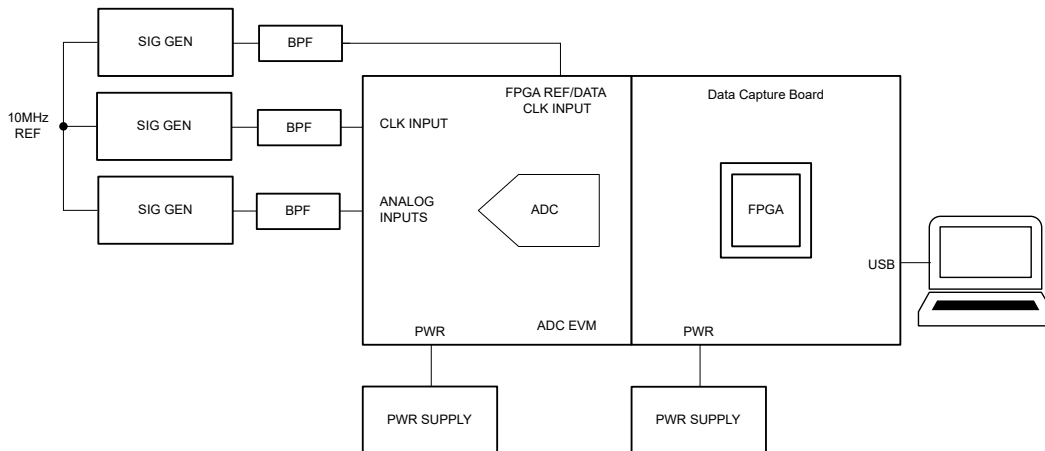 SIG GEN
BPF
FPGA REF/DATA
CLK INPUT
Data Capture Board
10MHz
REF
SIG GEN
BPF
CLK INPUT
SIG GEN
BPF
ANALOG
INPUTS
ADC
FPGA
USB
PWR
ADC EVM
PWR
PWR SUPPLY
PWR SUPPLY